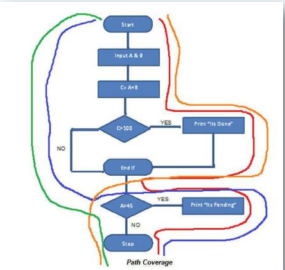 Start
Input A & B
C= A+B
C>100
YES
Print "Its Done"
NO
End If
A>45
YES
Print "Its Pending"
NO
Stop
Path Coverage